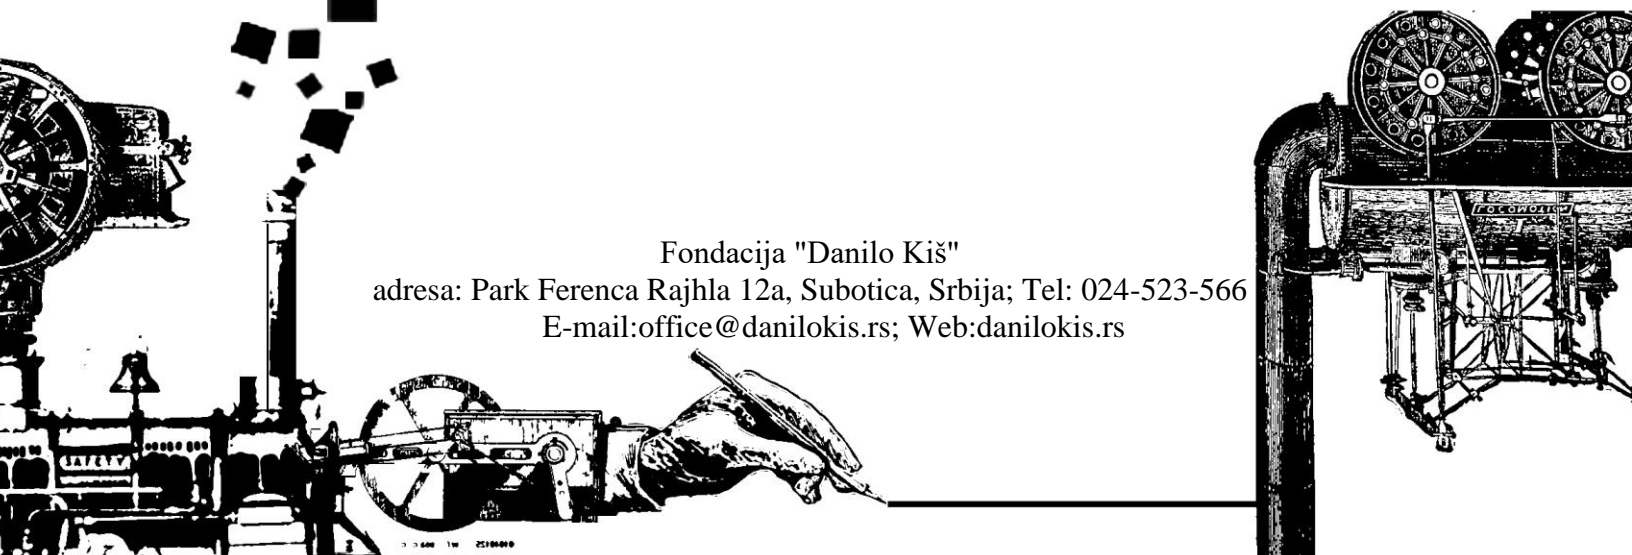 LOCOMOTION
Fondacija "Danilo Kiš"
adresa: Park Ferenca Rajhla 12a, Subotica, Srbija; Tel: 024-523-566
E-mail:office@danilokis.rs; Web:danilokis.rs